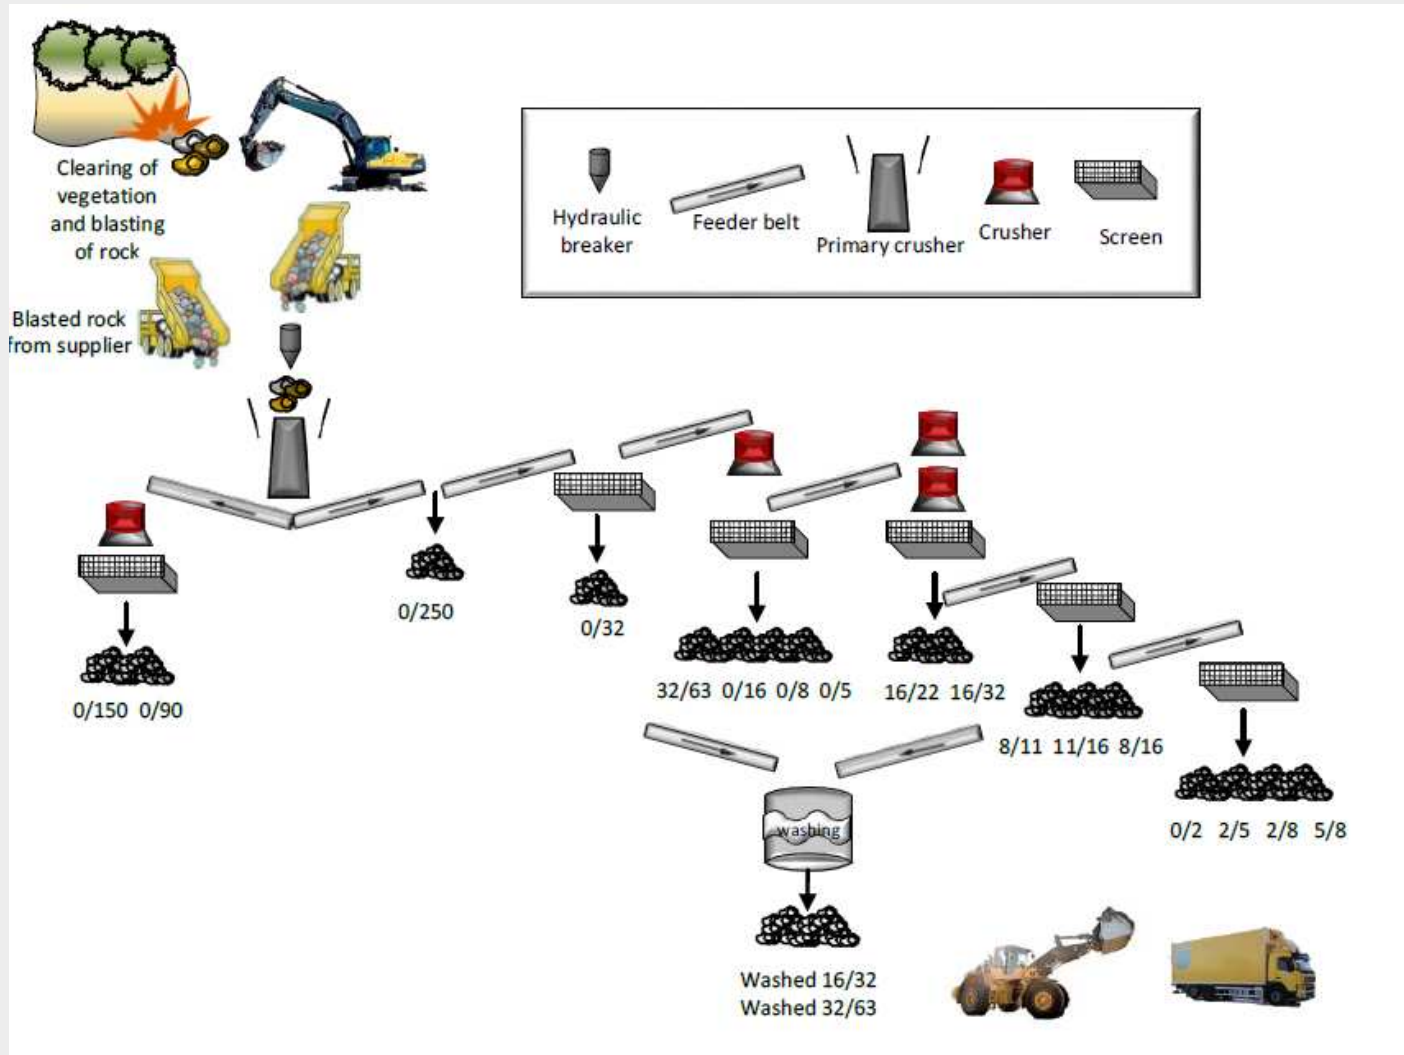 Clearing of
vegetation
and blasting
of rock
Blasted rock
from supplier
Hydraulic
breaker
Feeder belt
Primary crusher
Crusher
Screen
0/150 0/90
0/250
0/32
32/63 0/16 0/8 0/5
16/22 16/32
8/11 11/16 8/16
0/2 2/5 2/8 5/8
washing
Washed 16/32
Washed 32/63